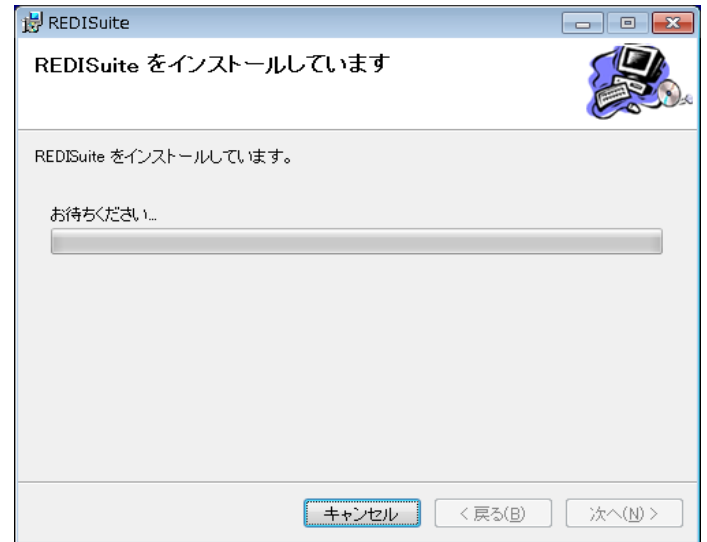 REDISuite
REDISuite をインストールしています
REDISuite をインストールしています。
お待ちください...
キャンセル
< 戻る(B)
次へ(N) >